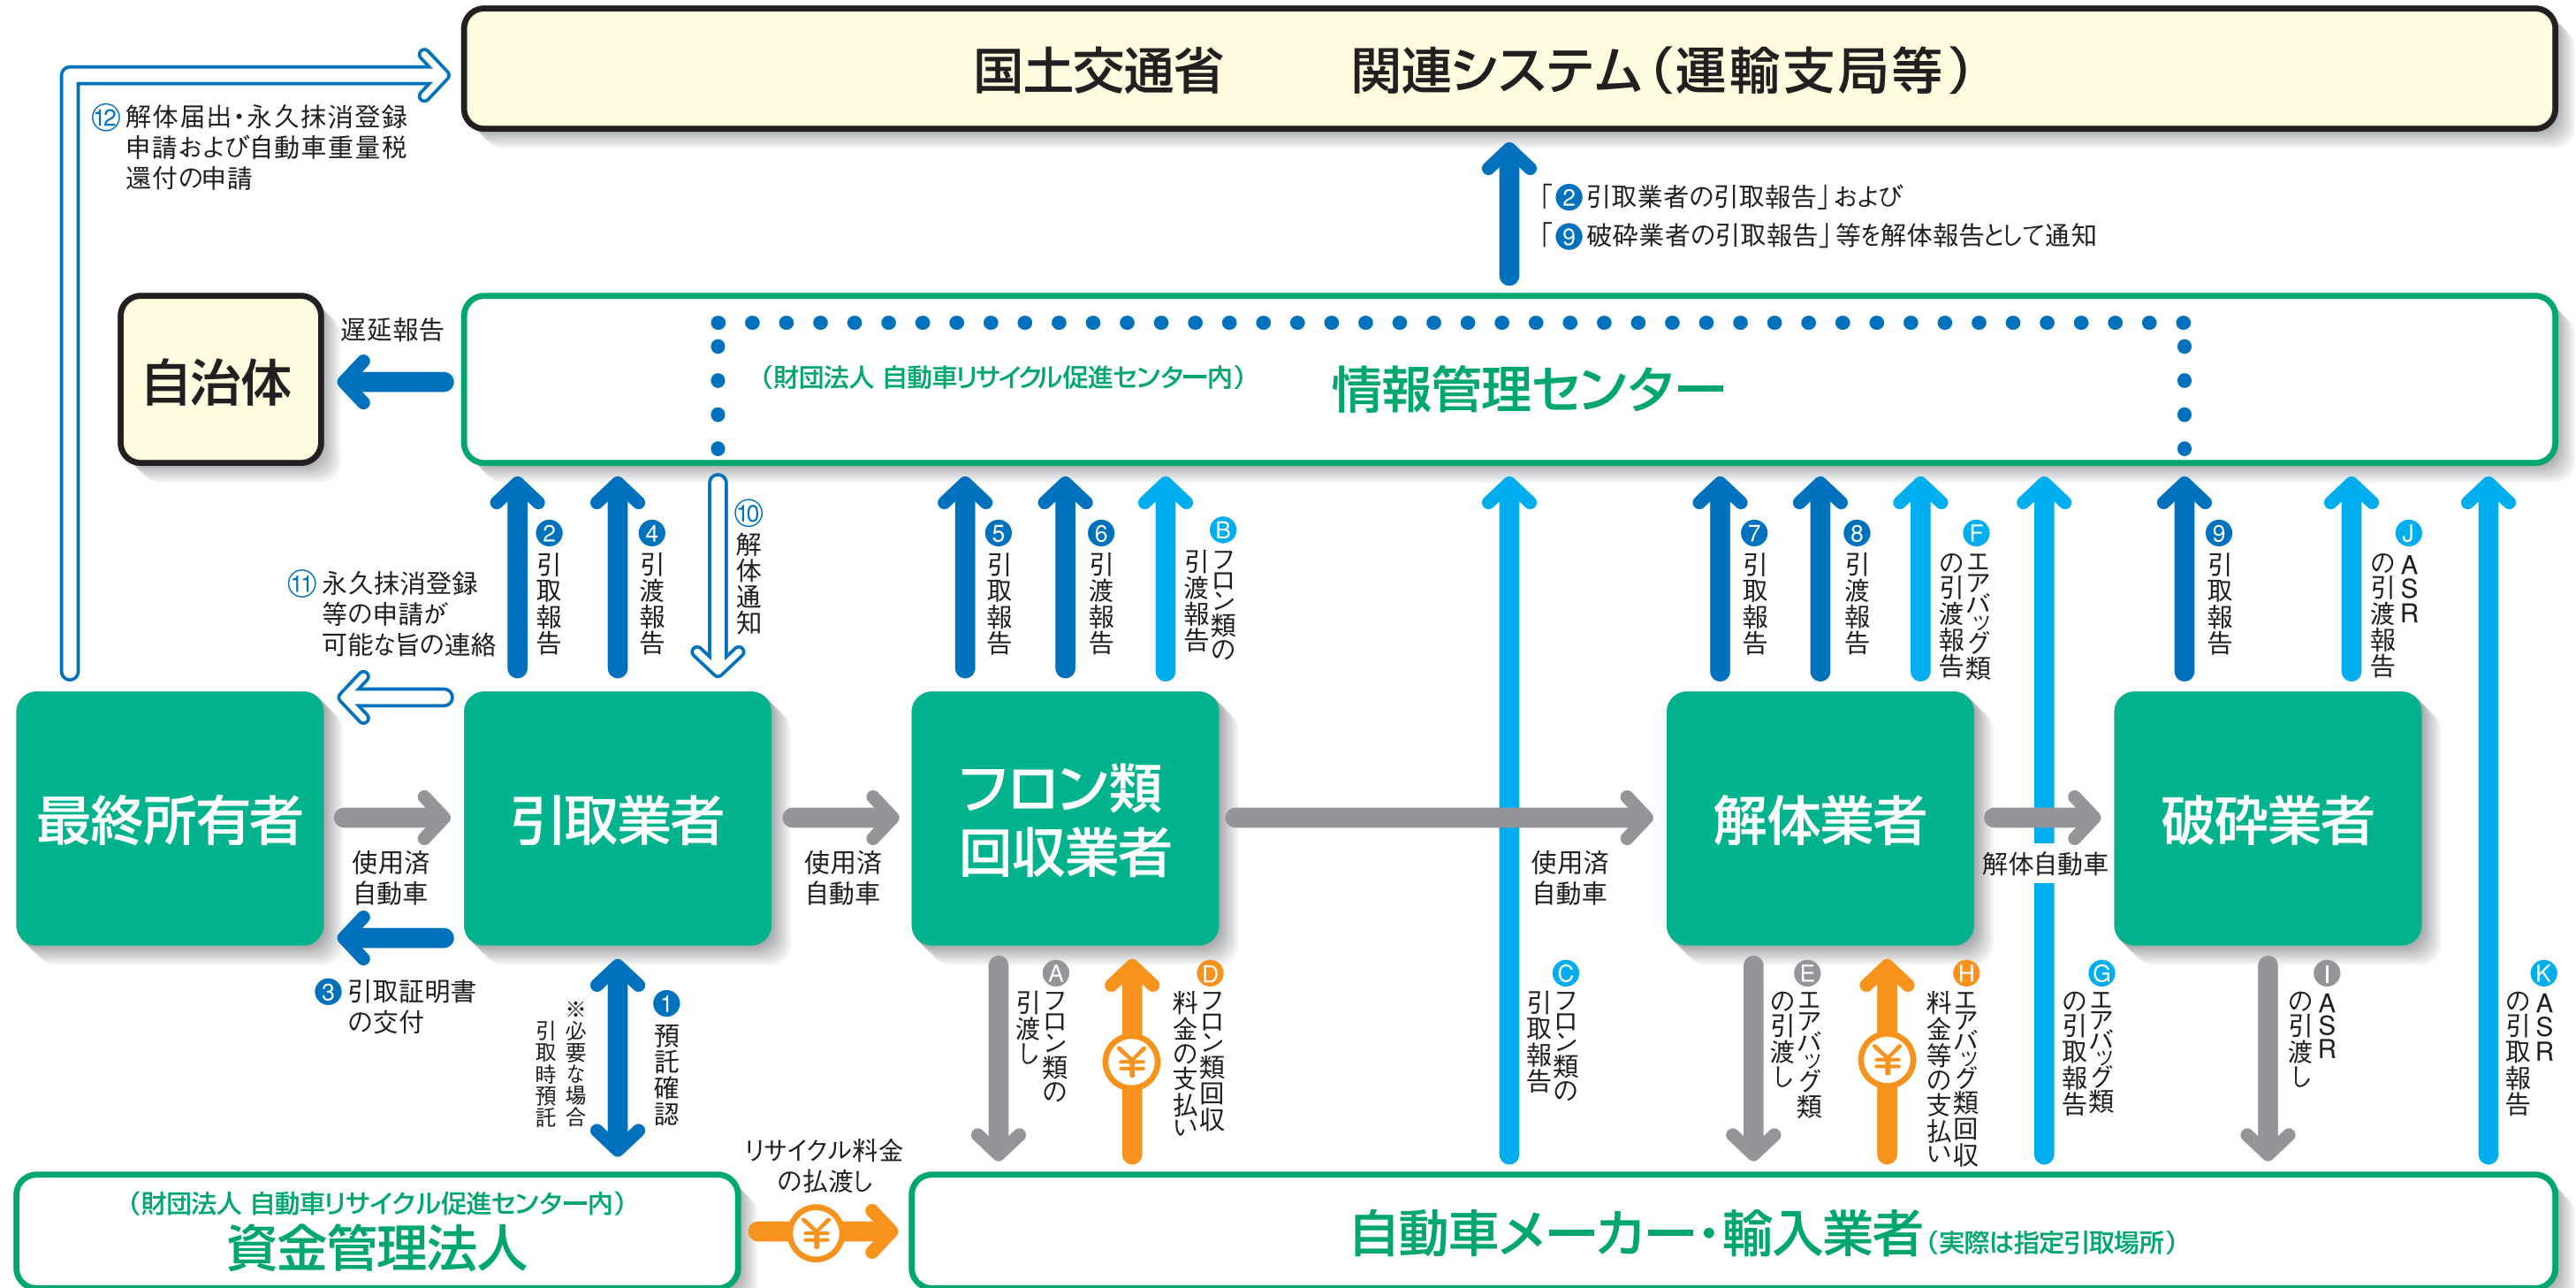 国土交通省 関連システム（運輸支局等）
⑫解体届出・永久抹消登録
申請および自動車重量税
還付の申請
「❷引取業者の引取報告」および
「❾破砕業者の引取報告」等を解体報告として通知
自治体
遅延報告
（財団法人 自動車リサイクル促進センター内） 情報管理センター
⑪永久抹消登録
等の申請が
可能な旨の連絡
❷引取報告
❹引渡報告
⑩解体通知
❺引取報告
❻引渡報告
Ⓑフロン類の
引渡報告
❼引取報告
❽引渡報告
Ⓕエアバッグ類
の引渡報告
❾引取報告
ⒿASR
の引渡報告
最終所有者
使用済
自動車
引取業者
使用済
自動車
フロン類
回収業者
使用済
自動車
解体業者
解体自動車
破砕業者
❸引取証明書
の交付
❶預託確認
※必要な場合
引取時預託
Ⓐフロン類の
引渡し
Ⓓフロン類回収
料金の支払い
¥
Ⓒフロン類の
引取報告
Ⓔエアバッグ類
の引渡し
Ⓗエアバッグ類回収
料金等の支払い
¥
Ⓖエアバッグ類
の引取報告
ⒾASR
の引渡し
ⓀASR
の引取報告
（財団法人 自動車リサイクル促進センター内）
資金管理法人
リサイクル料金
の払渡し
¥
自動車メーカー・輸入業者（実際は指定引取場所）